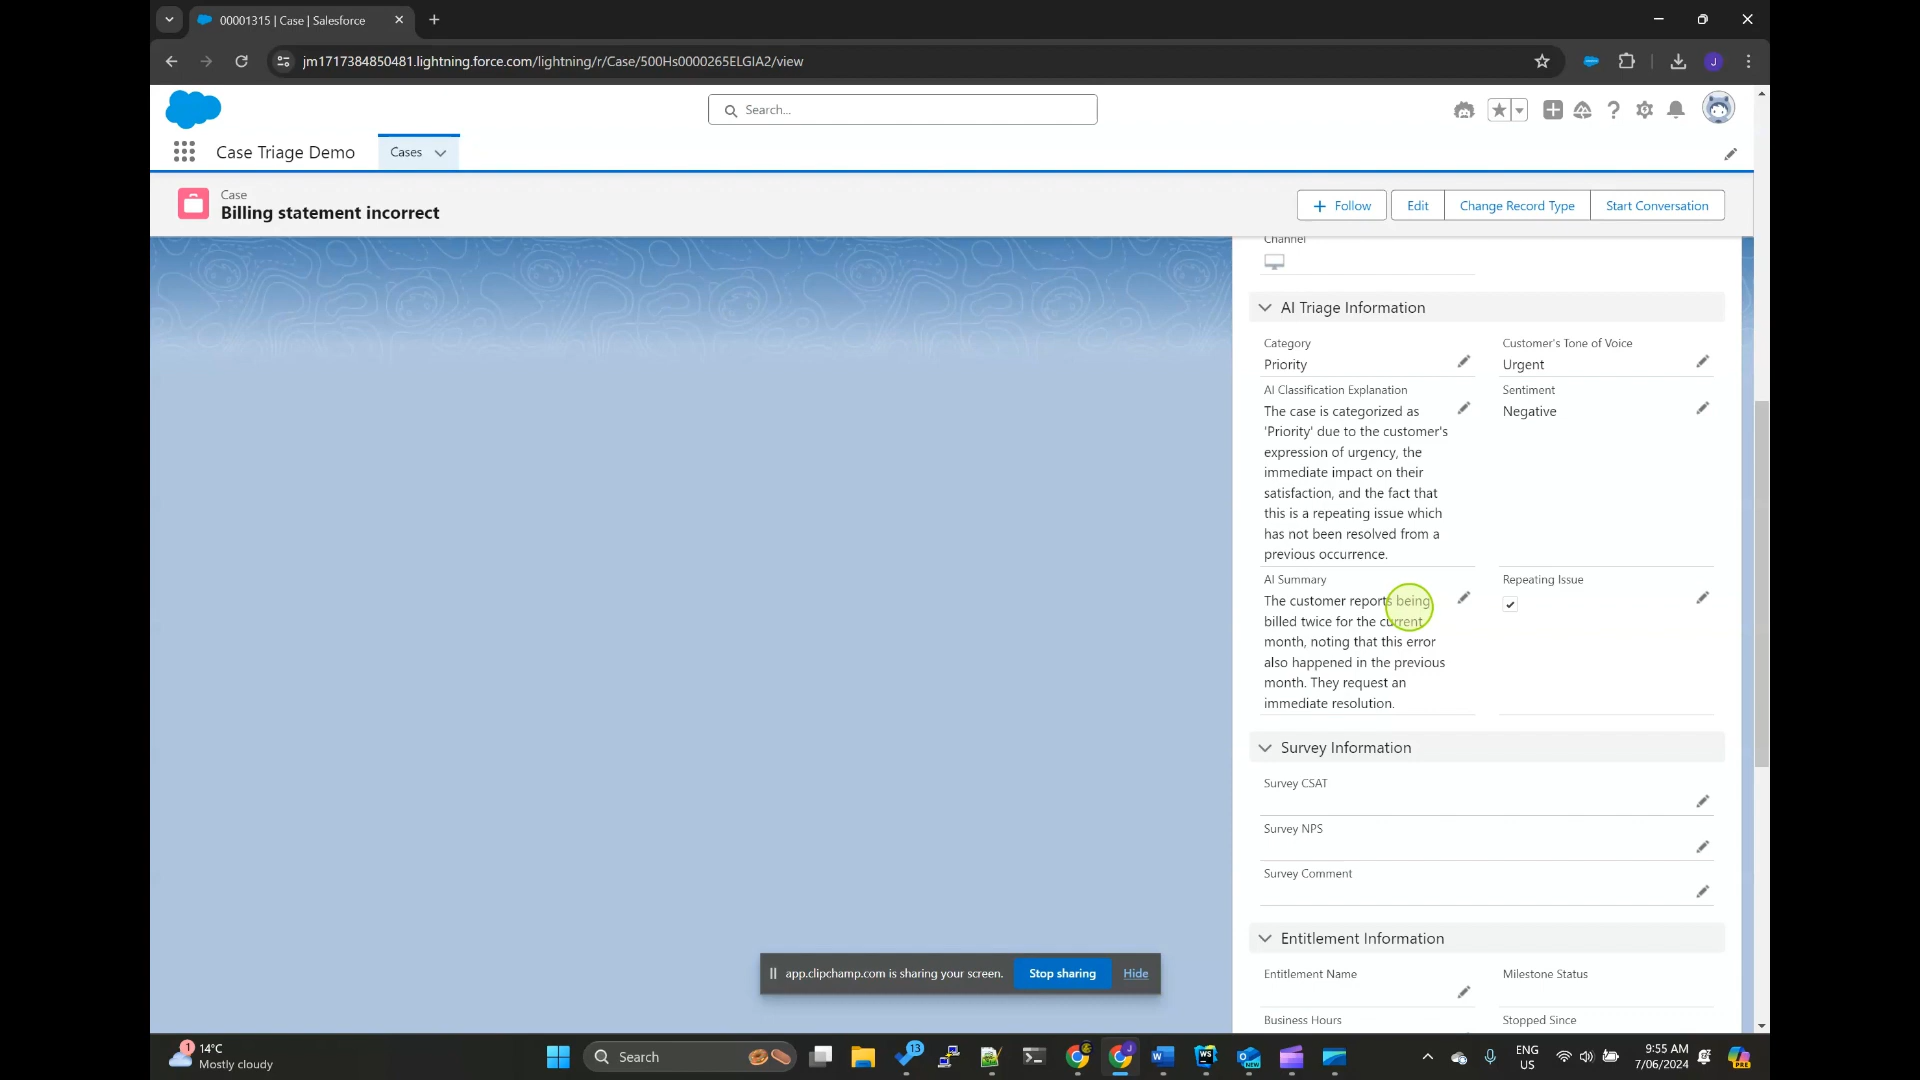 00001315 | Case | Salesforce
jm1717384850481.lightning.force.com/lightning/r/Case/500Hs0000265ELGIA2/view
J
Search...
Case Triage Demo
Cases
Case
Billing statement incorrect
Follow
Edit
Change Record Type
Start Conversation
Channel
AI Triage Information
Category
Priority
Customer's Tone of Voice
Urgent
AI Classification Explanation
The case is categorized as
'Priority' due to the customer's
expression of urgency, the
immediate impact on their
satisfaction, and the fact that
this is a repeating issue which
has not been resolved from a
previous occurrence.
Sentiment
Negative
AI Summary
The customer reports being
billed twice for the current
month, noting that this error
also happened in the previous
month. They request an
immediate resolution.
Repeating Issue
Survey Information
Survey CSAT
Survey NPS
Survey Comment
Entitlement Information
Entitlement Name
Milestone Status
Business Hours
Stopped Since
app.clipchamp.com is sharing your screen.
Stop sharing
Hide
1
14°C
Mostly cloudy
Search
13
ENG
US
9:55 AM
7/06/2024
PRE